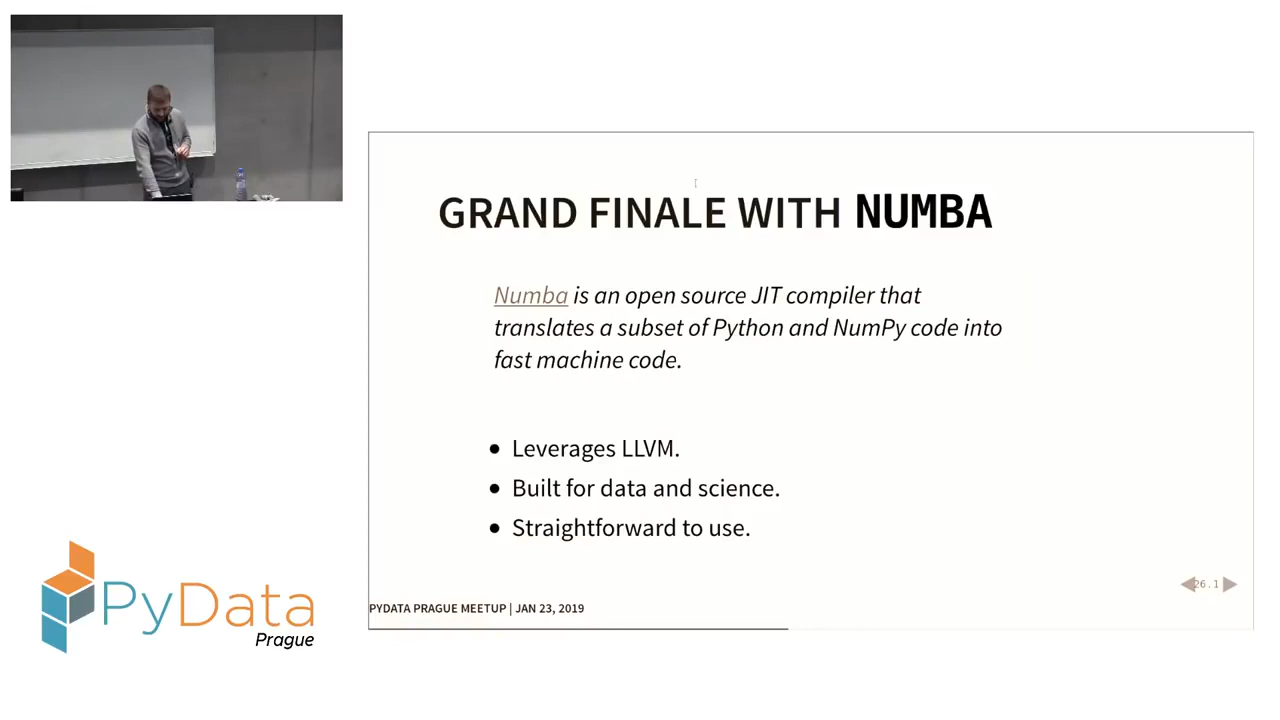 GRAND FINALE WITH NUMBA
Numba is an open source JIT compiler that
translates a subset of Python and NumPy code into
fast machine code.
• Leverages LLVM.
• Built for data and science.
• Straightforward to use.
26.1
PYDATA PRAGUE MEETUP | JAN 23, 2019
PyData
Prague